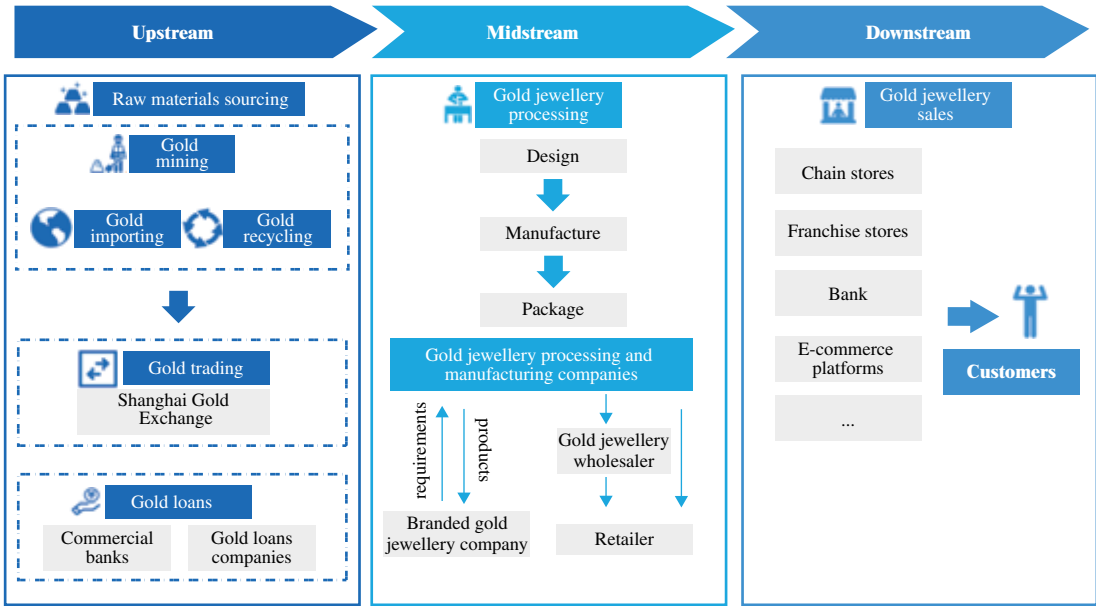 Upstream
Midstream
Downstream
Raw materials sourcing
Gold
mining
Gold
importing
Gold
recycling
Gold trading
Shanghai Gold
Exchange
Gold loans
Commercial
banks
Gold loans
companies
Gold jewellery
processing
Design
Manufacture
Package
Gold jewellery processing and
manufacturing companies
requirements
products
Gold jewellery
wholesaler
Branded gold
jewellery company
Retailer
Gold jewellery
sales
Chain stores
Franchise stores
Bank
E-commerce
platforms
...
Customers